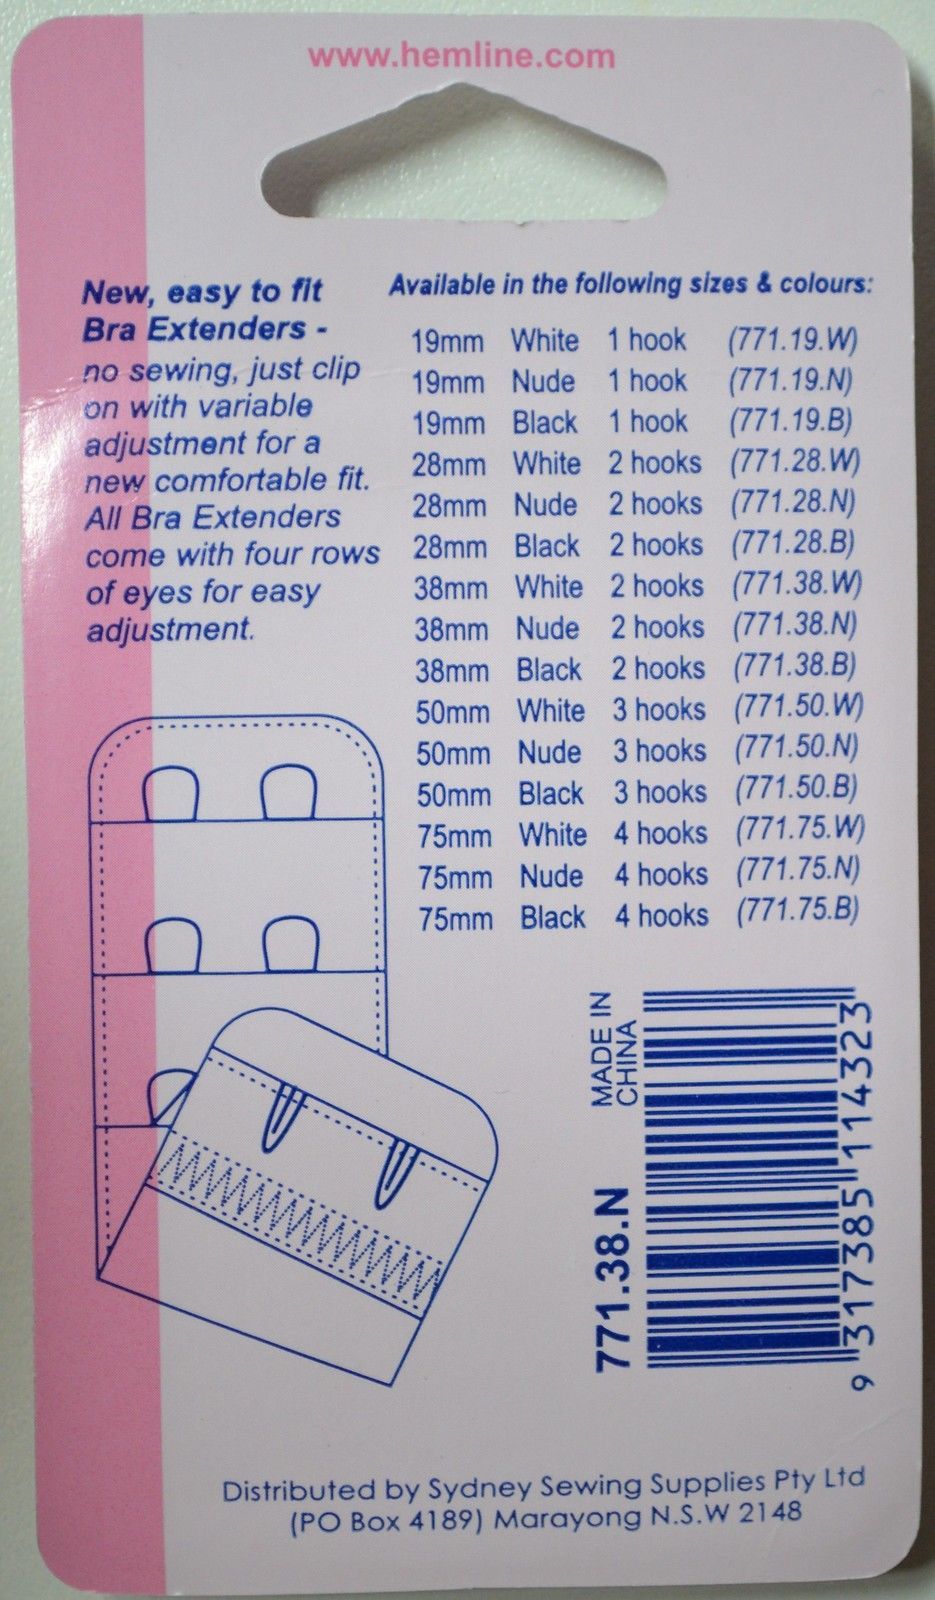 www.hemline.com
New, easy to fit
Bra Extenders -
no sewing, just clip
on with variable
adjustment for a
new comfortable fit.
All Bra Extenders
come with four rows
of eyes for easy
adjustment.
Available in the following sizes & colours:
19mm White 1 hook (771.19.W)
19mm Nude 1 hook (771.19.N)
19mm Black 1 hook (771.19.B)
28mm White 2 hooks (771.28.W)
28mm Nude 2 hooks (771.28.N)
28mm Black 2 hooks (771.28.B)
38mm White 2 hooks (771.38.W)
38mm Nude 2 hooks (771.38.N)
38mm Black 2 hooks (771.38.B)
50mm White 3 hooks (771.50.W)
50mm Nude 3 hooks (771.50.N)
50mm Black 3 hooks (771.50.B)
75mm White 4 hooks (771.75.W)
75mm Nude 4 hooks (771.75.N)
75mm Black 4 hooks (771.75.B)
MADE IN
CHINA
771.38.N
9 317385 114323
Distributed by Sydney Sewing Supplies Pty Ltd
(PO Box 4189) Marayong N.S.W 2148